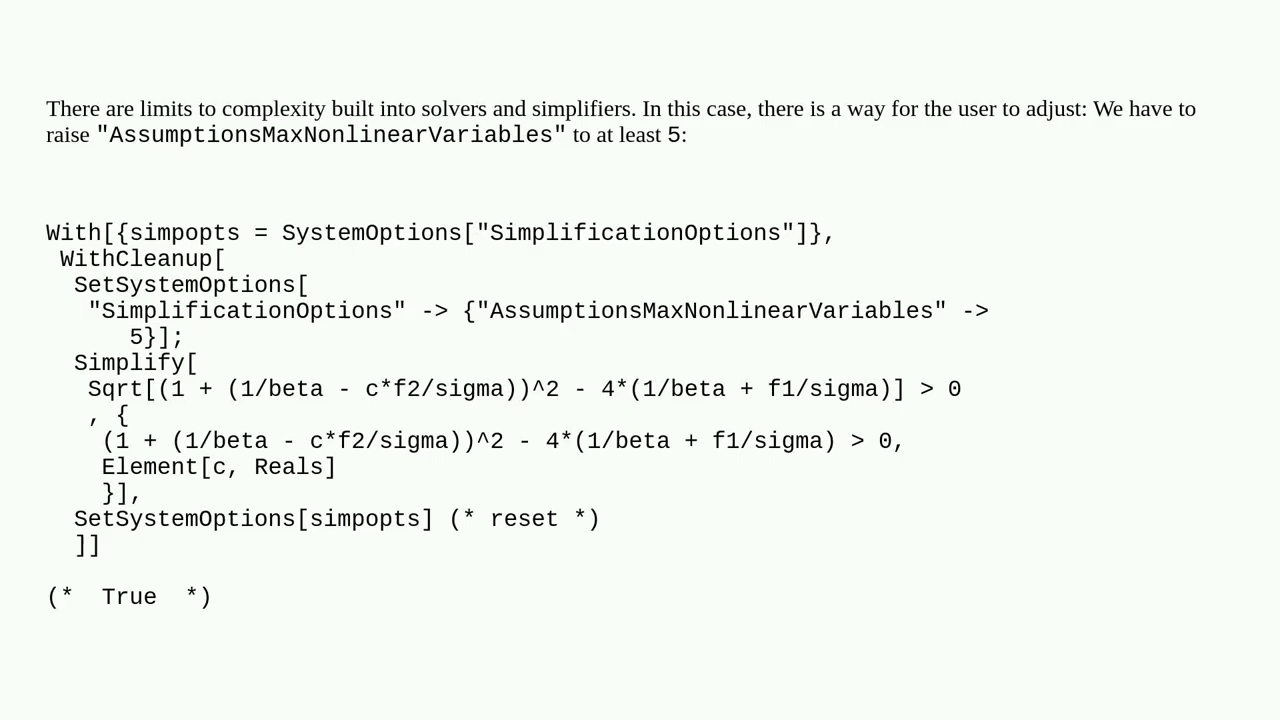 There are limits to complexity built into solvers and simplifiers. In this case, there is a way for the user to adjust: We have to
raise "AssumptionsMaxNonlinearVariables" to at least 5:
With[{simpopts = SystemOptions["SimplificationOptions"]},
 WithCleanup[
  SetSystemOptions[
   "SimplificationOptions" -> {"AssumptionsMaxNonlinearVariables" ->
      5}];
  Simplify[
   Sqrt[(1 + (1/beta - c*f2/sigma))^2 - 4*(1/beta + f1/sigma)] > 0
   , {
    (1 + (1/beta - c*f2/sigma))^2 - 4*(1/beta + f1/sigma) > 0,
    Element[c, Reals]
    }],
  SetSystemOptions[simpopts] (* reset *)
  ]]
(*  True  *)